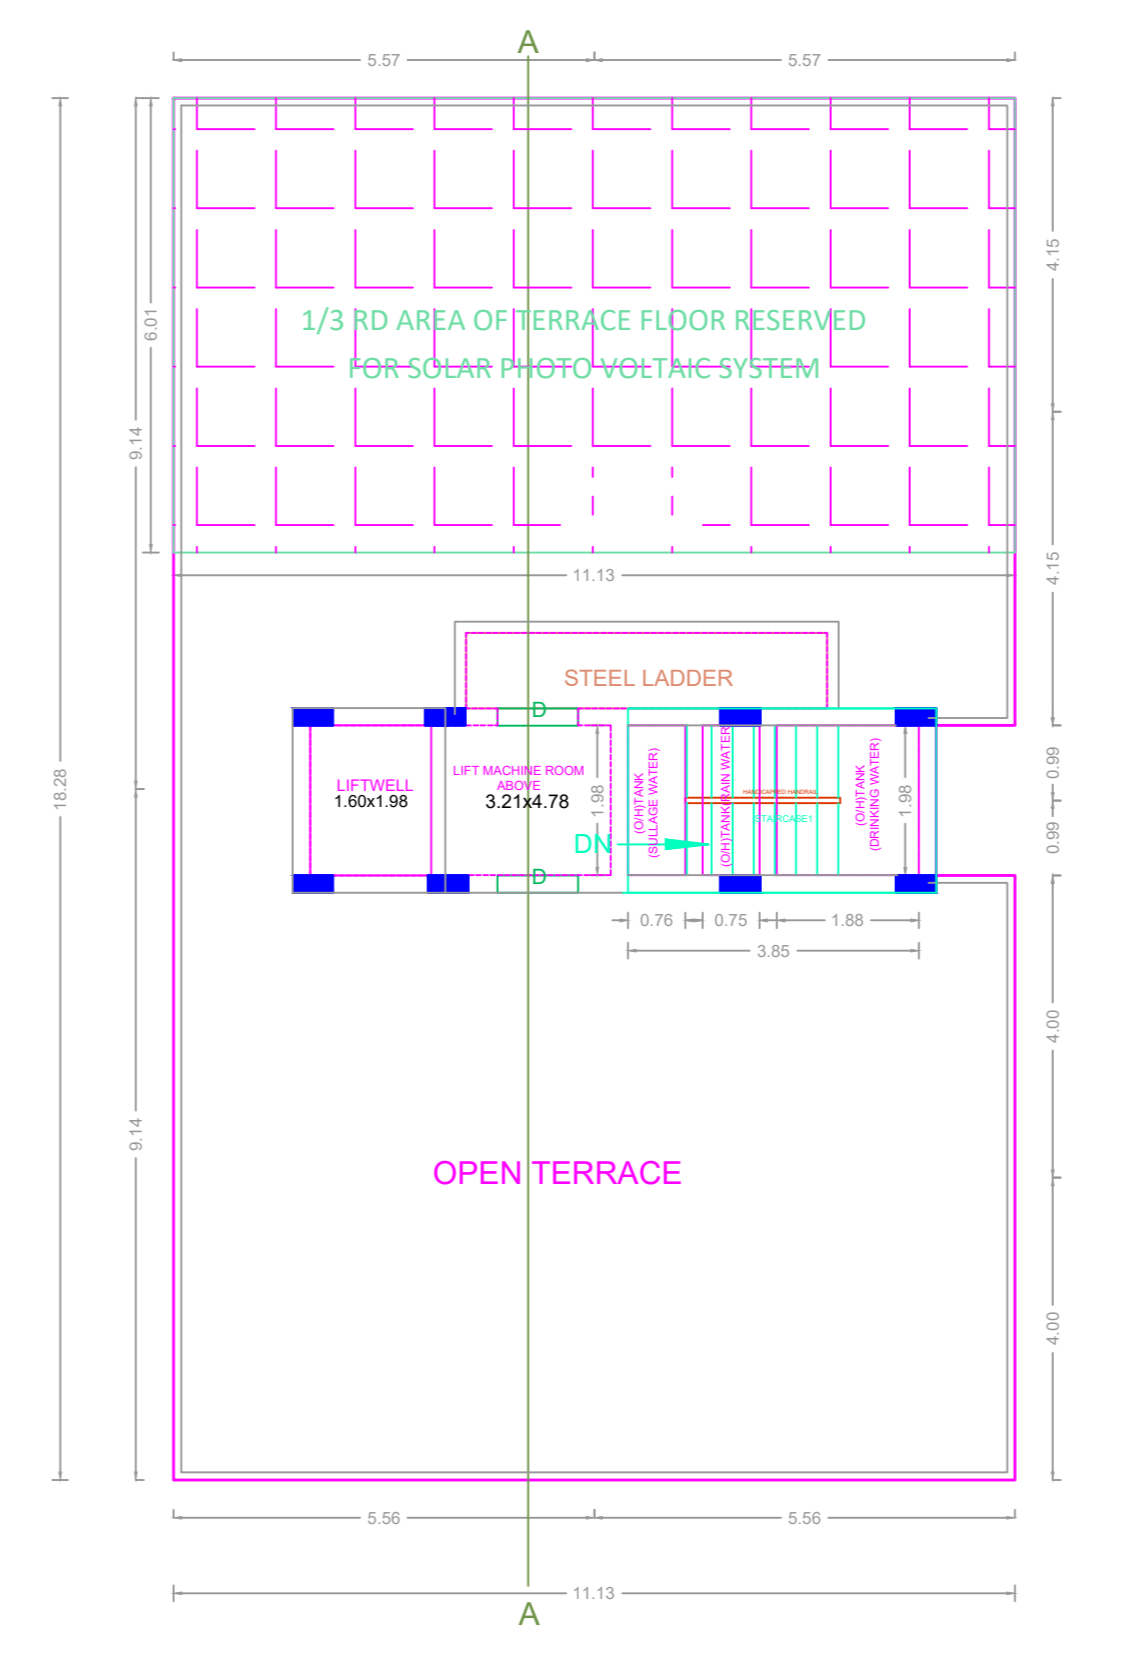 A
5.57
5.57
4.15
6.01
1/3 RD AREA OF TERRACE FLOOR RESERVED
FOR SOLAR PHOTO VOLTAIC SYSTEM
9.14
4.15
11.13
STEEL LADDER
D
18.28
LIFTWELL
1.60x1.98
LIFT MACHINE ROOM
ABOVE
3.21x4.78
1.98
(O/H)TANK
(SULLAGE WATER)
(O/H)TANK(RAIN WATER
HANDICAPPED HANDRAIL
STAIRCASE1
(O/H)TANK
(DRINKING WATER)
1.98
0.99
0.99
DN
D
0.76
0.75
1.88
3.85
4.00
9.14
OPEN TERRACE
4.00
5.56
5.56
11.13
A